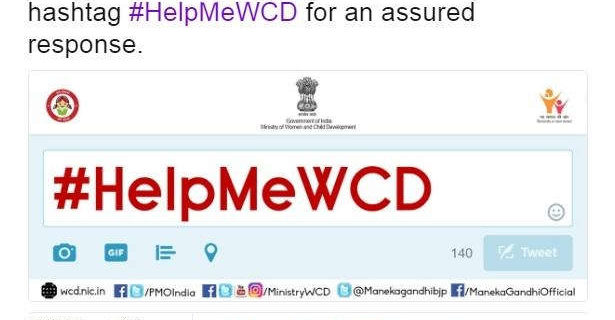 hashtag #HelpMeWCD for an assured
response.
Government of India
Ministry of Women and Child Development
#HelpMeWCD
GIF
140 Tweet
wcd.nic.in /PMOIndia /MinistryWCD @Manekagandhibjp /ManekaGandhiOfficial